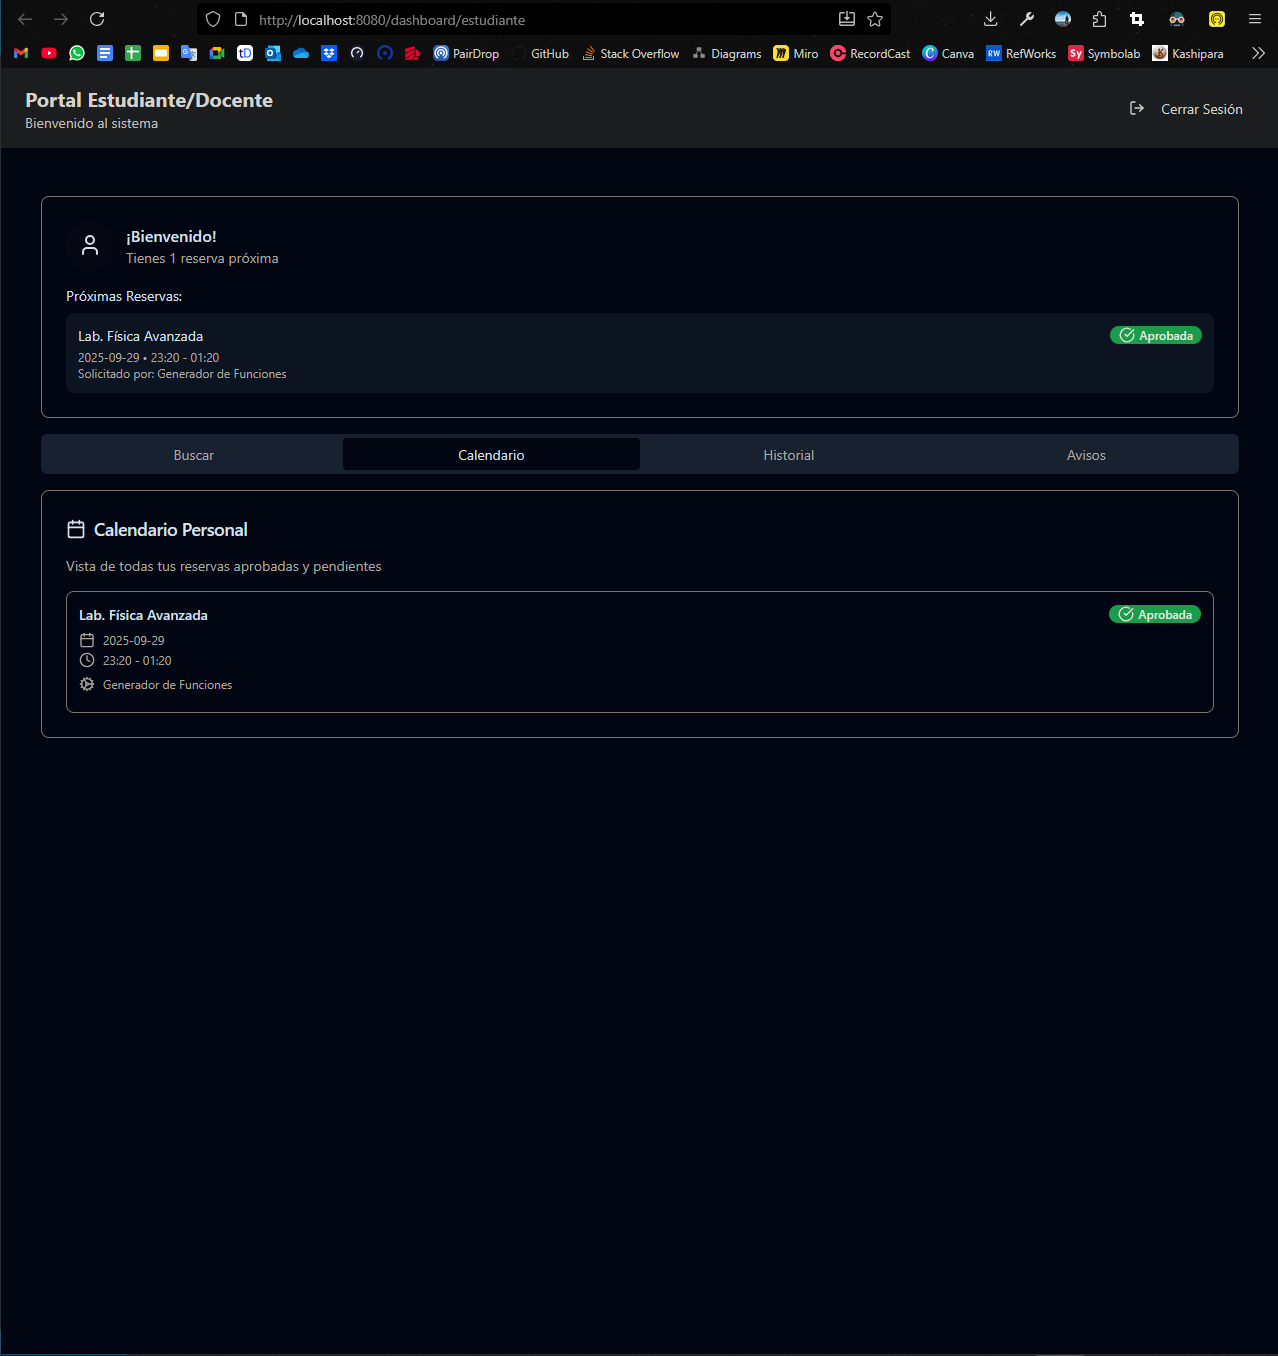 http://localhost:8080/dashboard/estudiante
PairDrop GitHub Stack Overflow Diagrams Miro RecordCast Canva RefWorks Symbolab Kashipara
Portal Estudiante/Docente
Bienvenido al sistema
Cerrar Sesión
¡Bienvenido!
Tienes 1 reserva próxima
Próximas Reservas:
Lab. Física Avanzada
Aprobada
2025-09-29 • 23:20 - 01:20
Solicitado por: Generador de Funciones
Buscar Calendario Historial Avisos
Calendario Personal
Vista de todas tus reservas aprobadas y pendientes
Lab. Física Avanzada
Aprobada
2025-09-29
23:20 - 01:20
Generador de Funciones